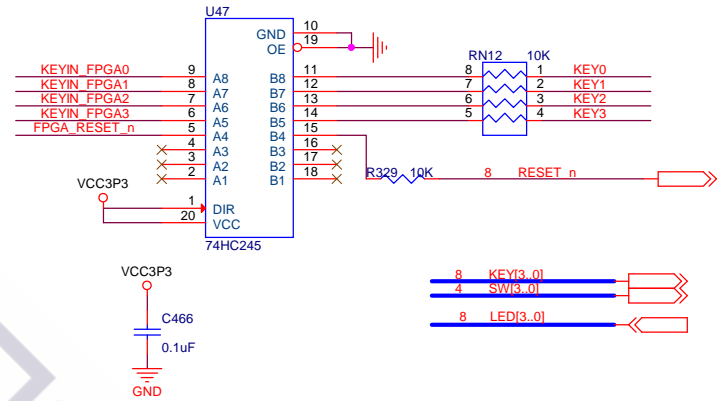 U47
GND 10
OE 19
KEYIN_FPGA0 9 A8 B8 11 8 RN12 10K 1 KEY0
KEYIN_FPGA1 8 A7 B7 12 7 2 KEY1
KEYIN_FPGA2 7 A6 B6 13 6 3 KEY2
KEYIN_FPGA3 6 A5 B5 14 5 4 KEY3
FPGA_RESET_n 5 A4 B4 15
4 A3 B3 16
3 A2 B2 17
2 A1 B1 18
R329 10K 8 RESET_n
VCC3P3
1 DIR
20 VCC
74HC245
VCC3P3
C466
0.1uF
GND
8 KEY[3..0]
4 SW[3..0]
8 LED[3..0]